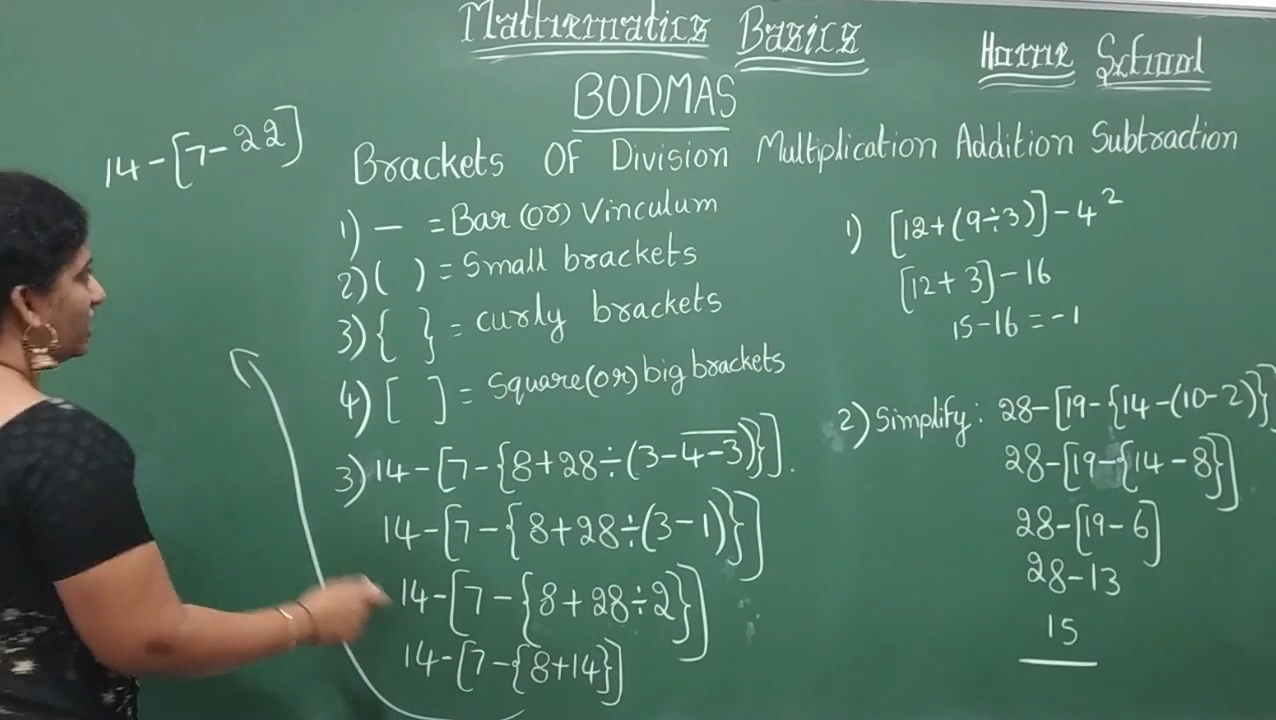 Mathematics Basics
Home School
BODMAS
Brackets OF Division Multiplication Addition Subtraction
1) — = Bar (or) Vinculum
2) ( ) = Small brackets
3) { } = curly brackets
4) [ ] = Square (or) big brackets
3) 14-[7-{8+28÷(3-4̅-̅3̅)}].
14-[7-{8+28÷(3-1)}]
14-[7-{8+28÷2}]
14-[7-{8+14}]
14-[7-22]
1) [12+(9÷3)]-4²
[12+3]-16
15-16=-1
2) Simplify: 28-[19-{14-(10-2)}]
28-[19-{14-8}]
28-[19-6]
28-13
15